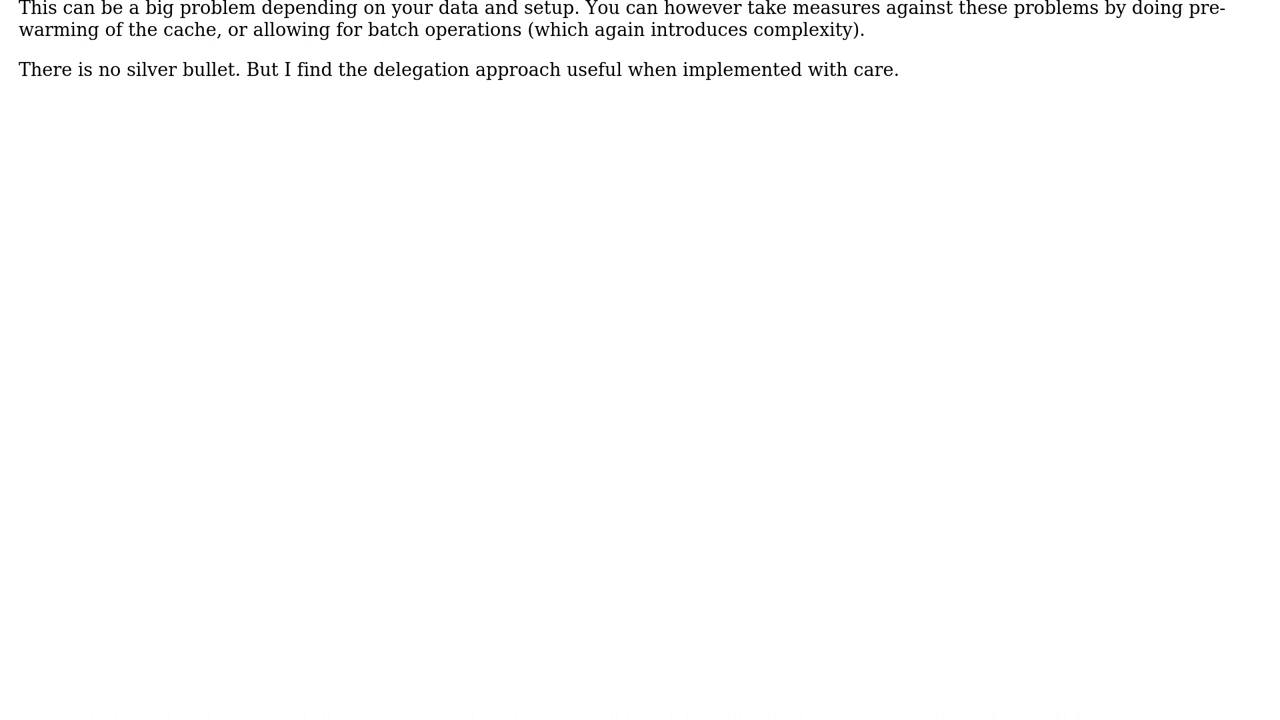 This can be a big problem depending on your data and setup. You can however take measures against these problems by doing pre-
warming of the cache, or allowing for batch operations (which again introduces complexity).
There is no silver bullet. But I find the delegation approach useful when implemented with care.